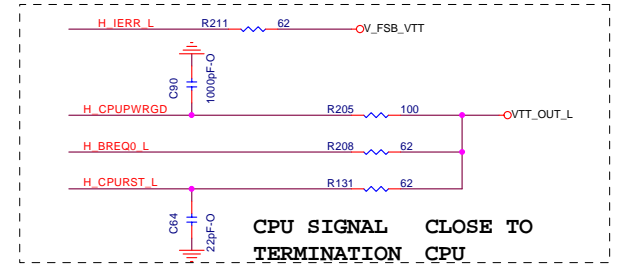 H_IERR_L R211 62 V_FSB_VTT
C90 1000pF-O
H_CPUPWRGD R205 100 VTT_OUT_L
H_BREQ0_L R208 62
H_CPURST_L R131 62
C64 22pF-O
CPU SIGNAL CLOSE TO
TERMINATION CPU